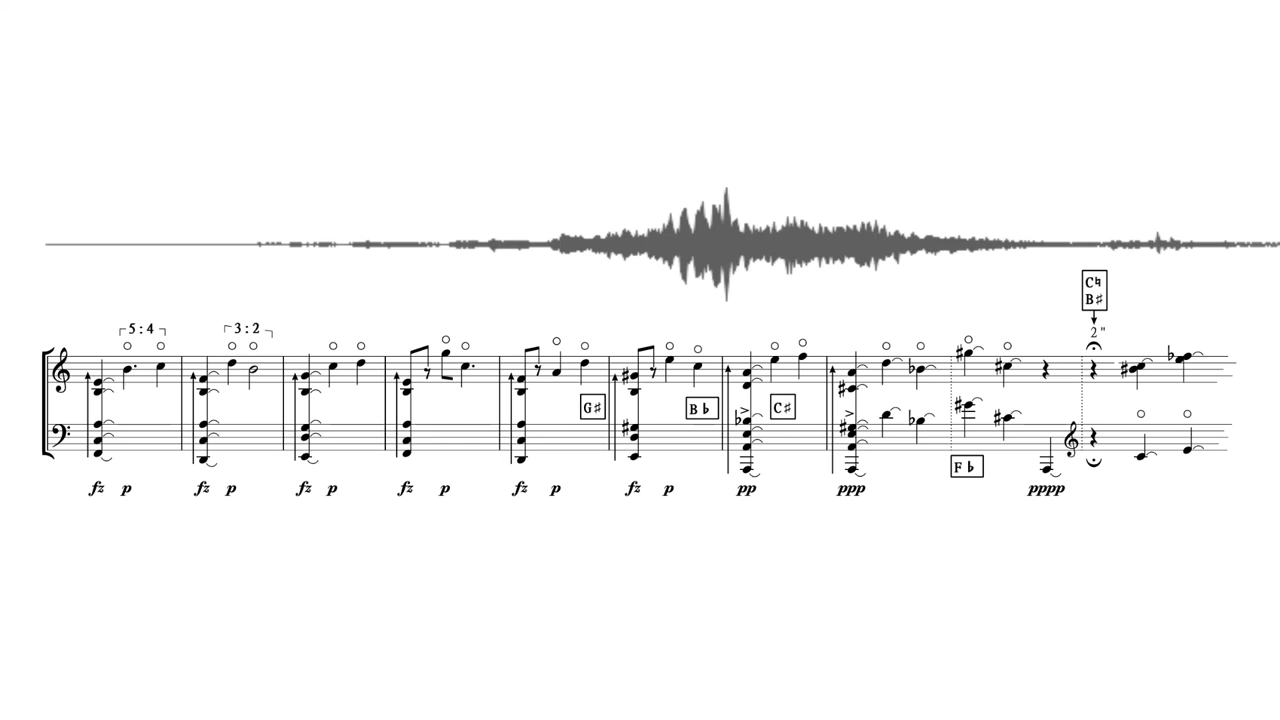 C♮
B♯
5:4
3:2
2"
G♯
B♭
C♯
F♭
fz p fz p fz p fz p fz p fz p pp ppp pppp